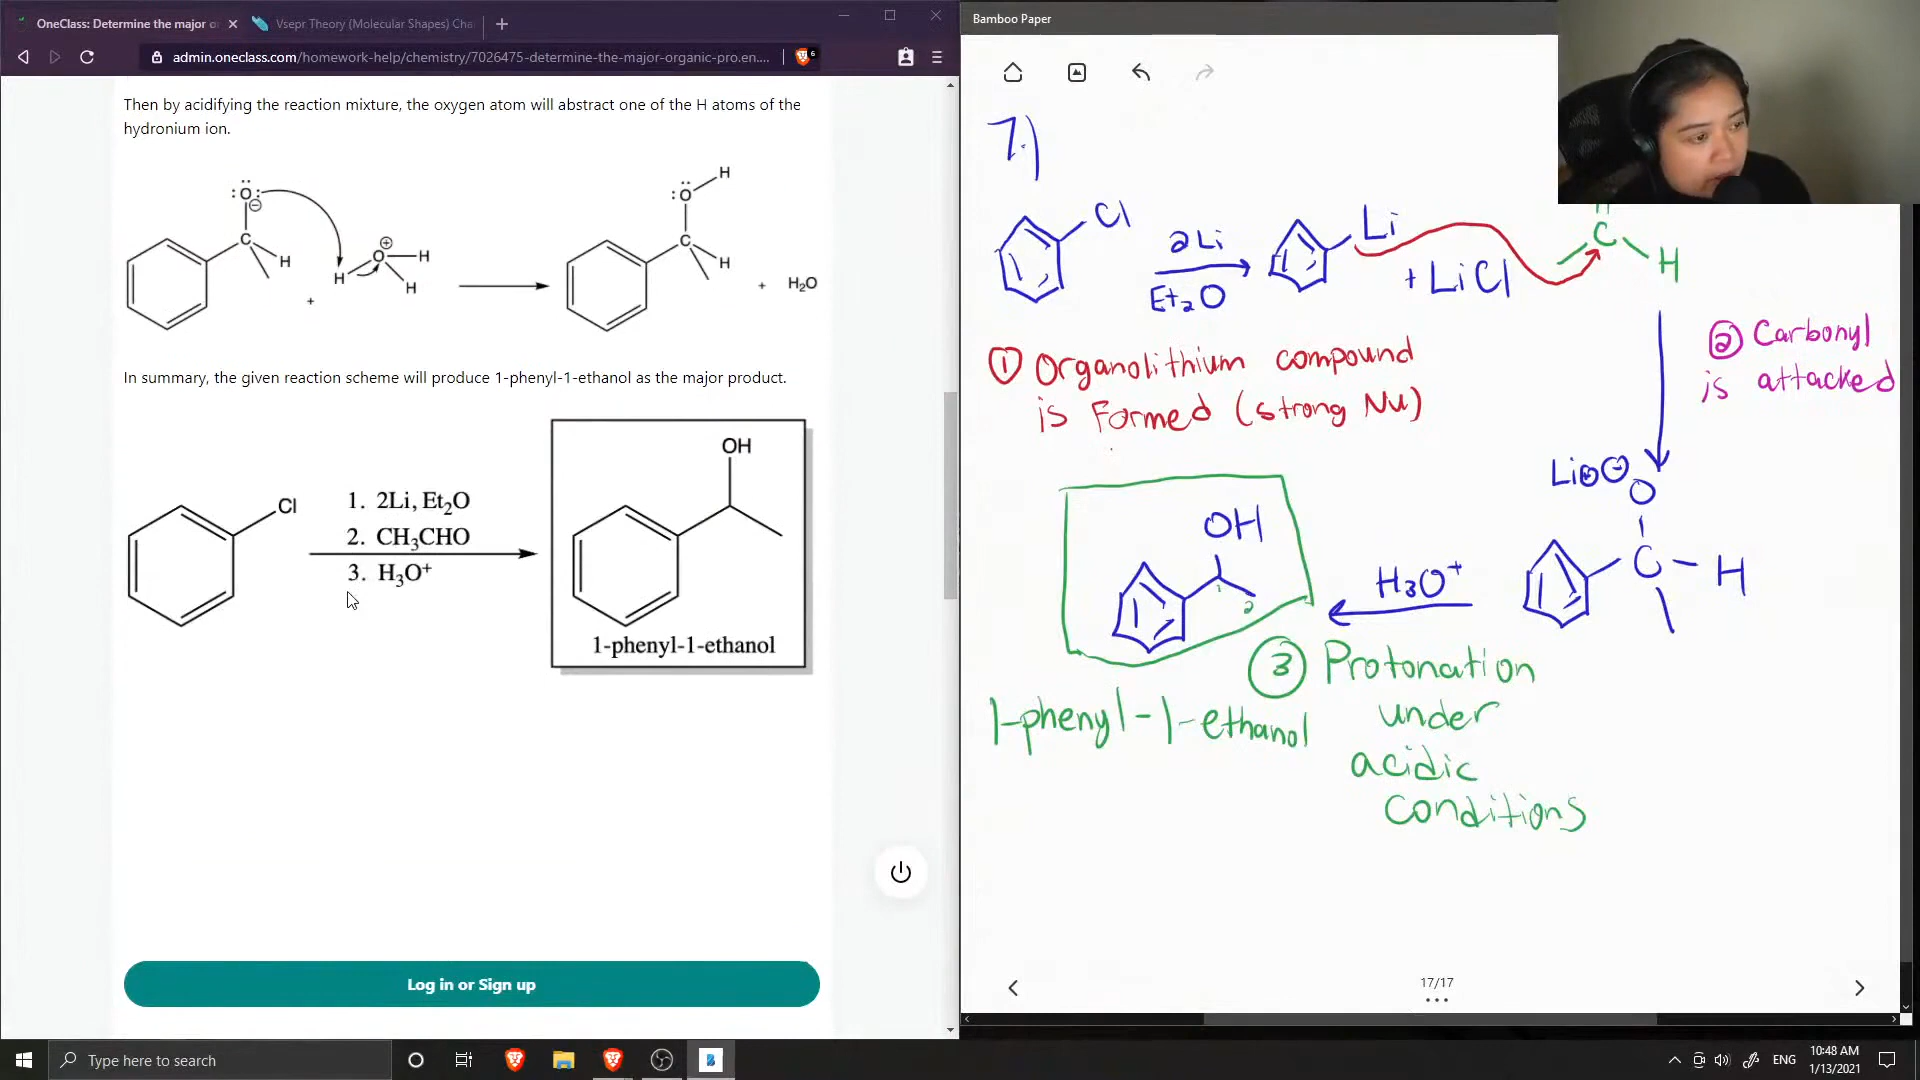 OneClass: Determine the major o
Vsepr Theory (Molecular Shapes) Cha
admin.oneclass.com/homework-help/chemistry/7026475-determine-the-major-organic-pro.en....
6
Then by acidifying the reaction mixture, the oxygen atom will abstract one of the H atoms of the
hydronium ion.
:Ö:
⊖
C
H
+
H
O
⊕
H
H
:Ö
H
C
H
+
H₂O
In summary, the given reaction scheme will produce 1-phenyl-1-ethanol as the major product.
Cl
1. 2Li, Et₂O
2. CH₃CHO
3. H₃O⁺
OH
1-phenyl-1-ethanol
Log in or Sign up
Bamboo Paper
7.)
Cl
2Li
Et₂O
Li
+ LiCl
C
H
① Organolithium compound
is Formed (strong Nu)
② Carbonyl
is attacked
Li⊕⊖
O
C - H
H₃O⁺
OH
1
2
1-phenyl-1-ethanol
③ Protonation
under
acidic
conditions
17/17
Type here to search
ENG
10:48 AM
1/13/2021